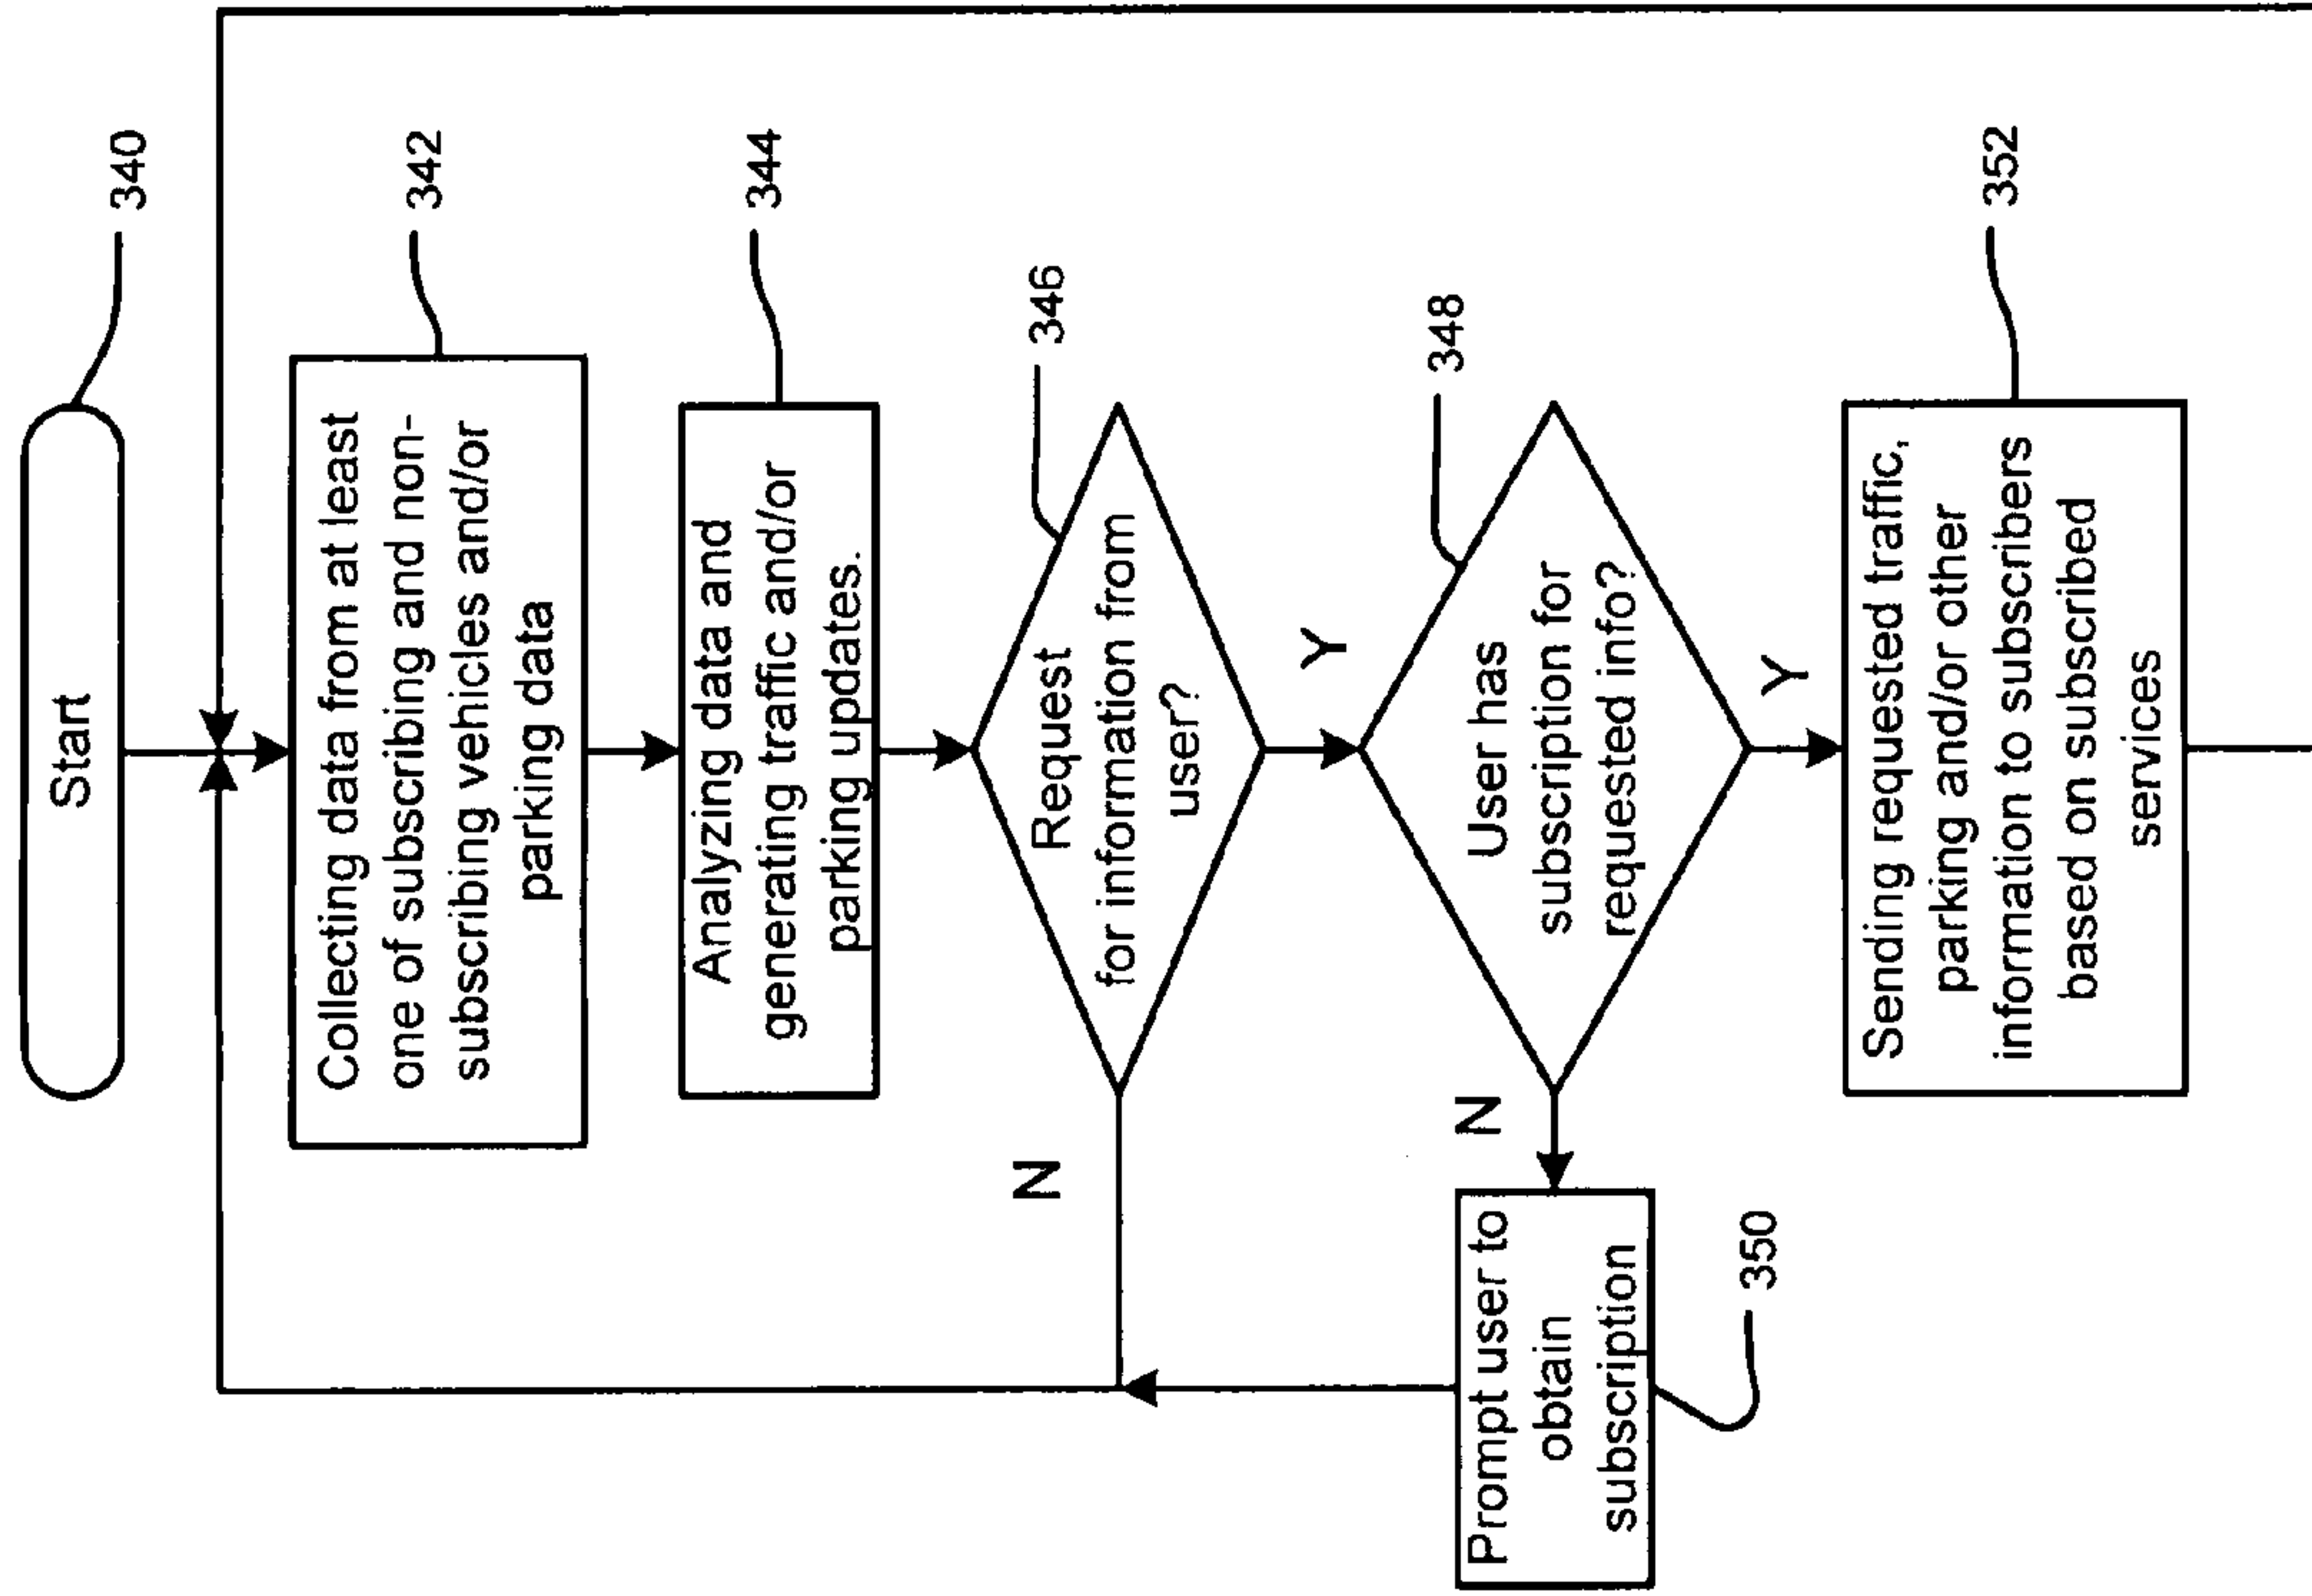 Start
340
Collecting data from at least
one of subscribing and non-
subscribing vehicles and/or
parking data
342
Analyzing data and
generating traffic and/or
parking updates.
344
Request
for information from
user?
346
N
Y
User has
subscription for
requested info?
348
N
Y
Prompt user to
obtain
subscription
350
Sending requested traffic,
parking and/or other
information to subscribers
based on subscribed
services
352